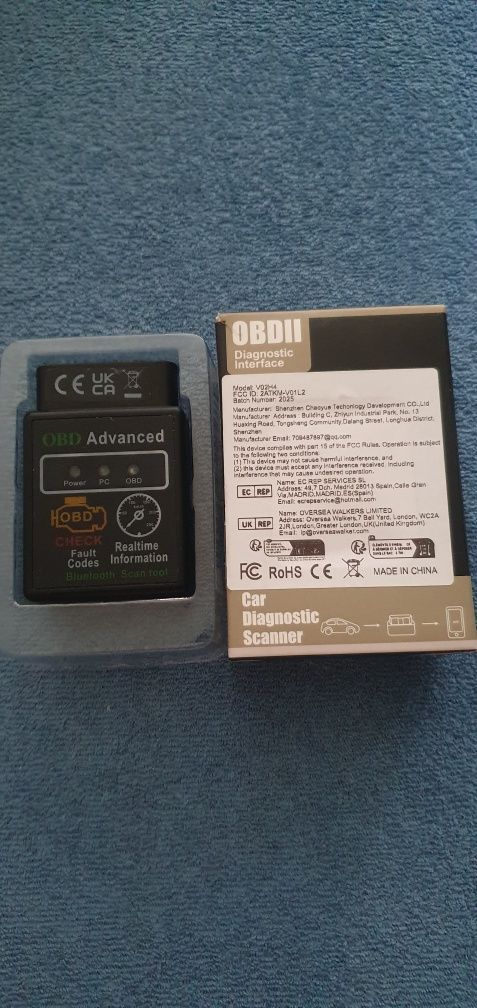 CE UK
CA
OBD Advanced
Power PC OBD
OBD
CHECK
Fault
Codes
Realtime
Information
Bluetooth Scan tool
OBDII
Diagnostic
Interface
Model: V02H4
FCC ID: 2ATKM-V01L2
Batch Number: 2025
Manufacturer: Shenzhen Chaoyue Technology Development CO.,Ltd
Manufacturer Address: Building C, Zhiyun Industrial Park, No. 13
Huaxing Road, Tongsheng Community,Dalang Street, Longhua District,
Shenzhen
Manufacturer Email: 709487897@qq.com
This device complies with part 15 of the FCC Rules. Operation is subject
to the following two conditions:
(1) This device may not cause harmful interference, and
(2) this device must accept any interference received, including
interference that may cause undesired operation.
EC REP
Name: EC REP SERVICES SL
Address: 49,7 Dch. Madrid 28013 Spain,Calle Gran
Via,MADRID,MADRID,ES(Spain)
Email: ecrepservice@hotmail.com
UK REP
Name: OVERSEA WALKERS LIMITED
Address: Oversea Walkers,7 Bell Yard, London, WC2A
2JR,London,Greater London,UK(United Kingdom)
Email: ip@overseawalker.com
FC RoHS CE MADE IN CHINA
Car
Diagnostic
Scanner